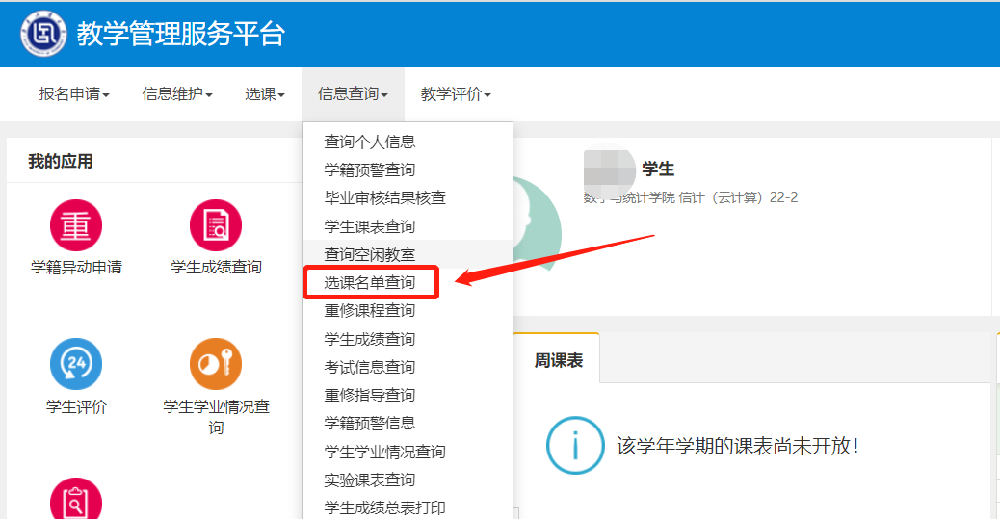 教学管理服务平台
报名申请
信息维护
选课
信息查询
教学评价
我的应用
重
学籍异动申请
学生成绩查询
24
学生评价
学生学业情况查
询
查询个人信息
学籍预警查询
毕业审核结果核查
学生课表查询
查询空闲教室
选课名单查询
重修课程查询
学生成绩查询
考试信息查询
重修指导查询
学籍预警信息
学生学业情况查询
实验课表查询
学生成绩总表打印
学生
数学与统计学院 信计（云计算）22-2
周课表
该学年学期的课表尚未开放！